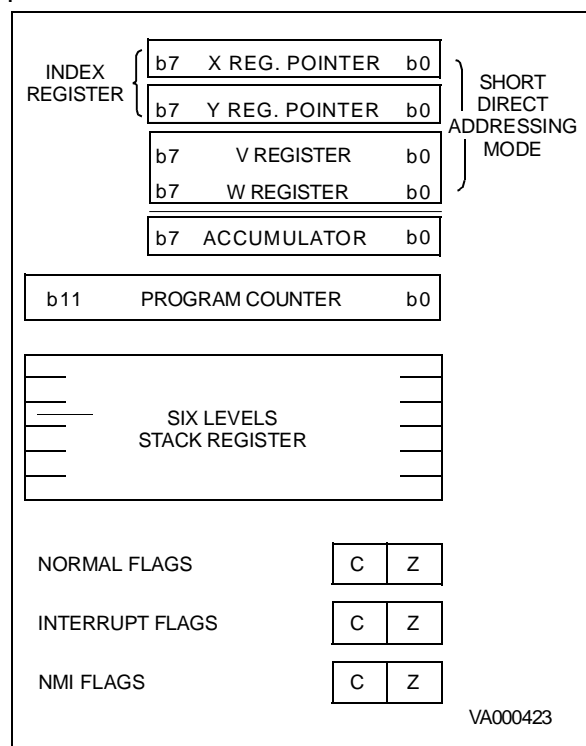 INDEX
REGISTER
b7 X REG. POINTER b0
b7 Y REG. POINTER b0
b7 V REGISTER b0
b7 W REGISTER b0
SHORT
DIRECT
ADDRESSING
MODE
b7 ACCUMULATOR b0
b11 PROGRAM COUNTER b0
SIX LEVELS
STACK REGISTER
NORMAL FLAGS C Z
INTERRUPT FLAGS C Z
NMI FLAGS C Z
VA000423